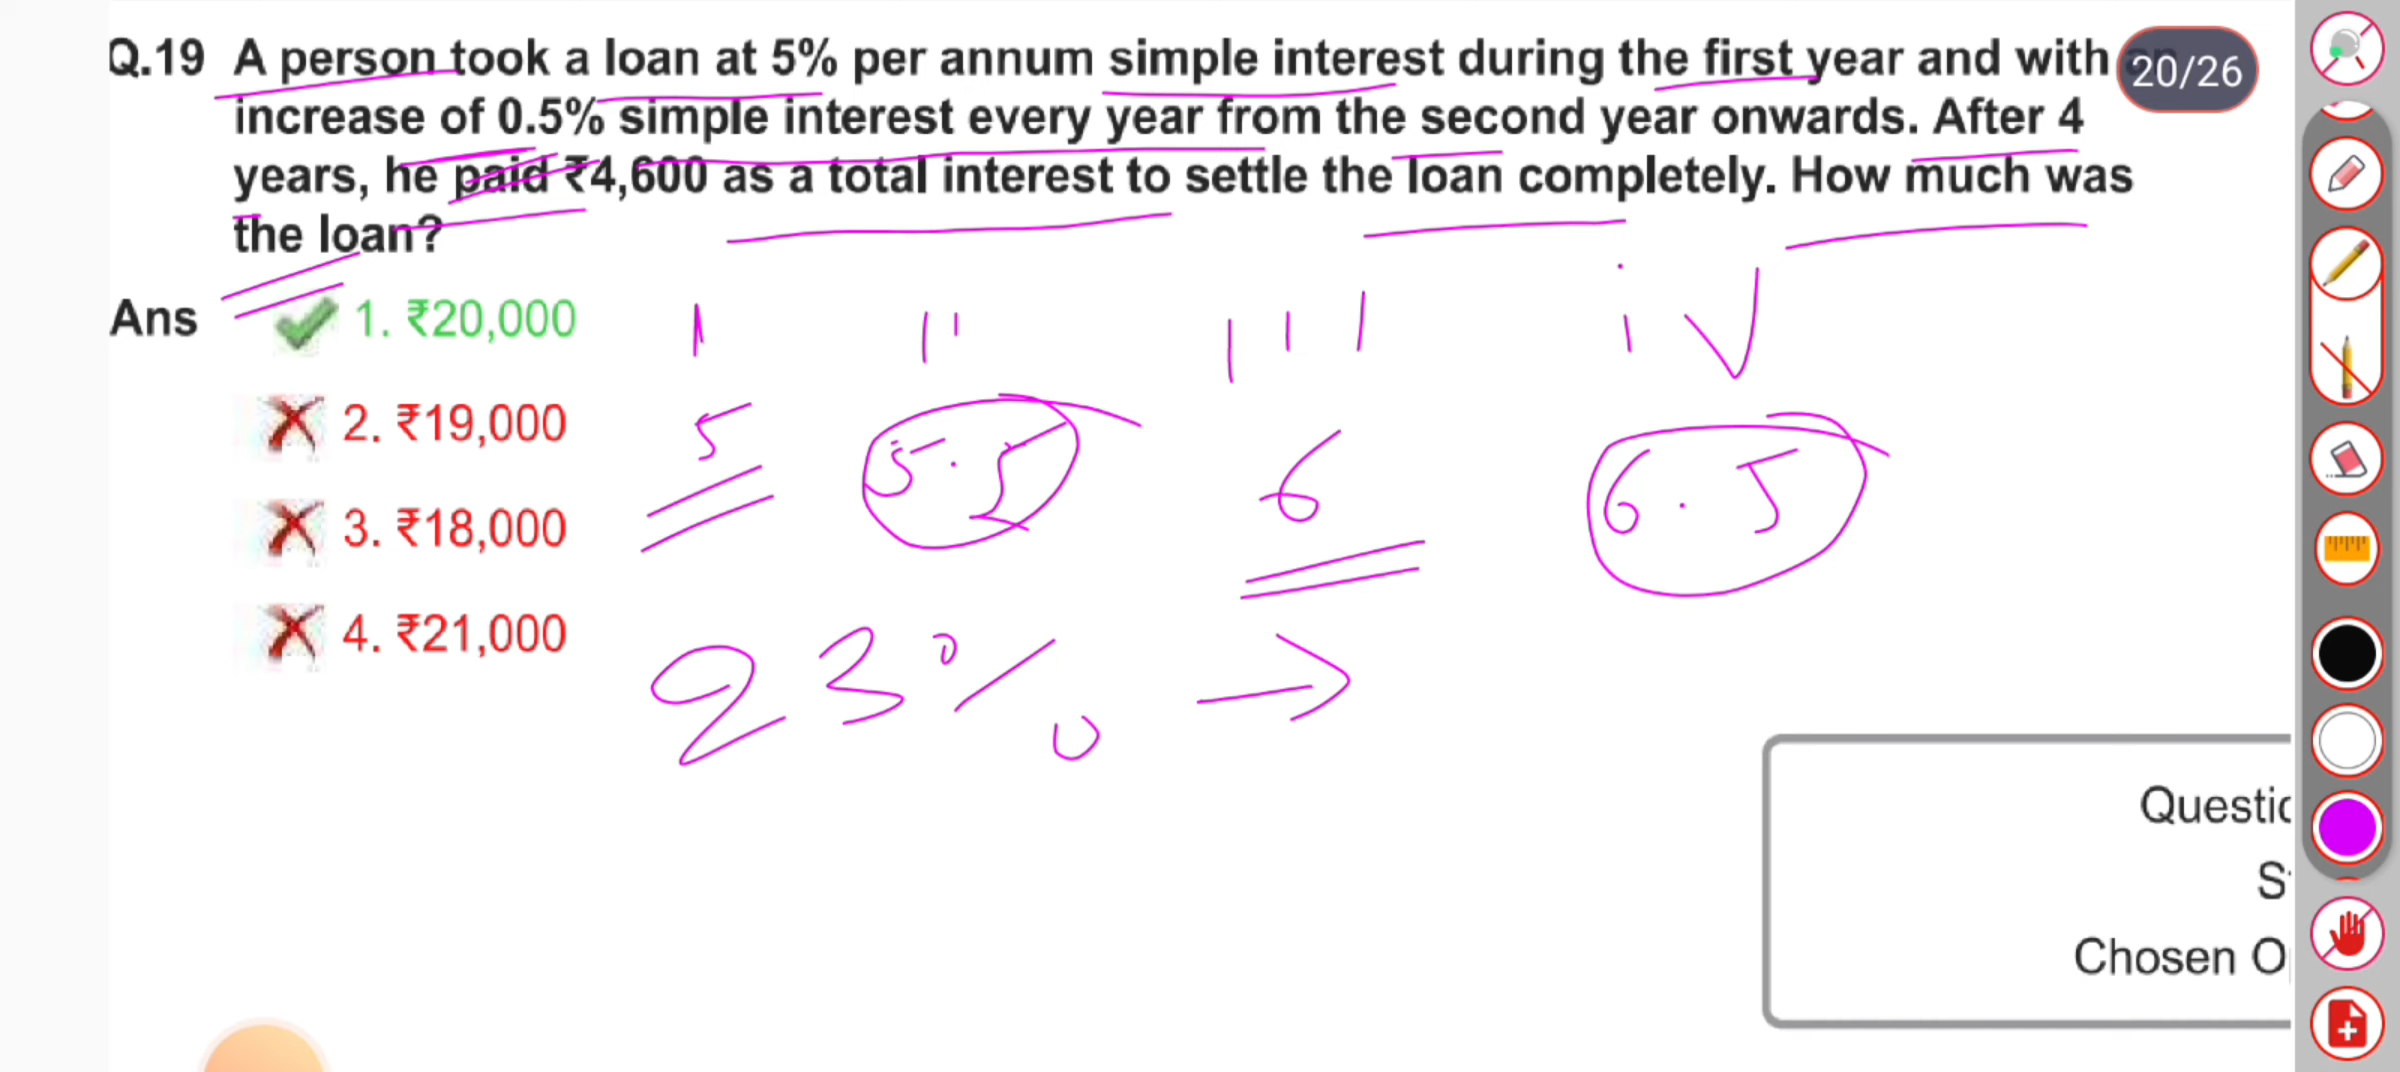 Q.19 A person took a loan at 5% per annum simple interest during the first year and with
20/26
increase of 0.5% simple interest every year from the second year onwards. After 4
years, he paid ₹4,600 as a total interest to settle the loan completely. How much was
the loan?
Ans 1. ₹20,000
2. ₹19,000
3. ₹18,000
4. ₹21,000
I II III iV
5 5.5 6 6.5
23% →
Questio
S
Chosen O